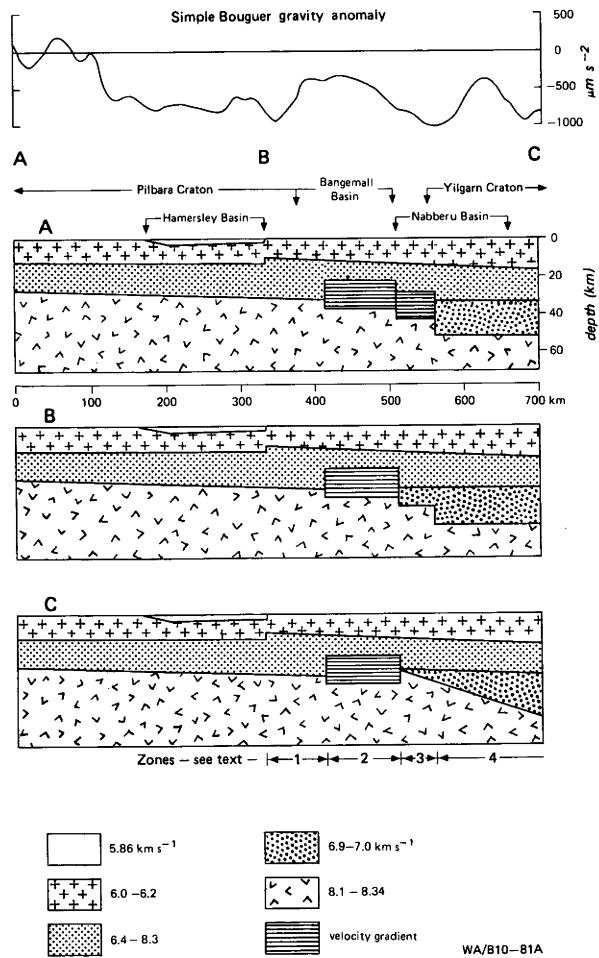 Simple Bouguer gravity anomaly
500
0
-500
-1000
μm s⁻²
A B C
Pilbara Craton
Bangemall Basin
Yilgarn Craton
Hamersley Basin
Nabberu Basin
A
0
20
40
60
depth (km)
0 100 200 300 400 500 600 700 km
B
C
Zones – see text – 1 2 3 4
5.86 km s⁻¹
6.9–7.0 km s⁻¹
6.0 – 6.2
8.1 – 8.34
6.4 – 8.3
velocity gradient
WA/B10–81A